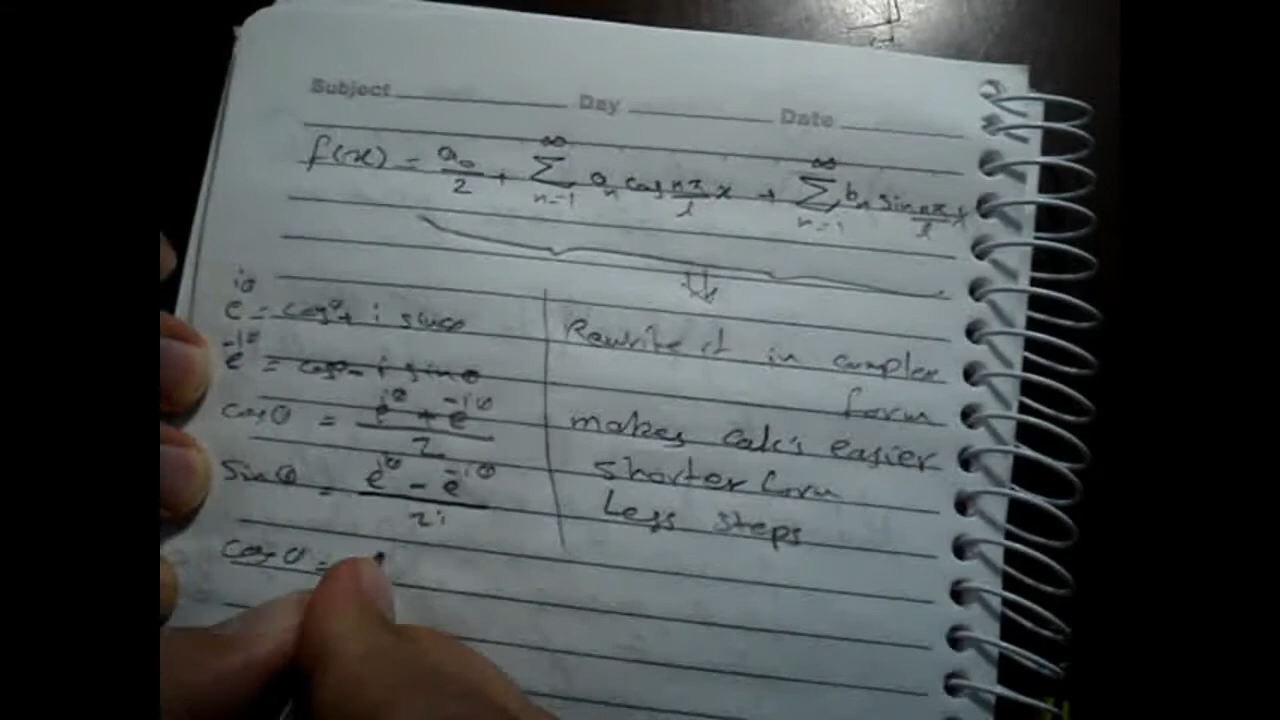 Subject Day Date
f(x) = a₀/2 + ∑_{n=1}^{∞} aₙ cos nπ/l x + ∑_{n=1}^{∞} bₙ sin nπ/l x
e^{iθ} = cosθ + i sinθ
e^{-iθ} = cosθ - i sinθ
cosθ = (e^{iθ} + e^{-iθ})/2
sinθ = (e^{iθ} - e^{-iθ})/2i
cosθ =
Rewrite it in complex
form
makes calc's easier
shorter form
Less steps